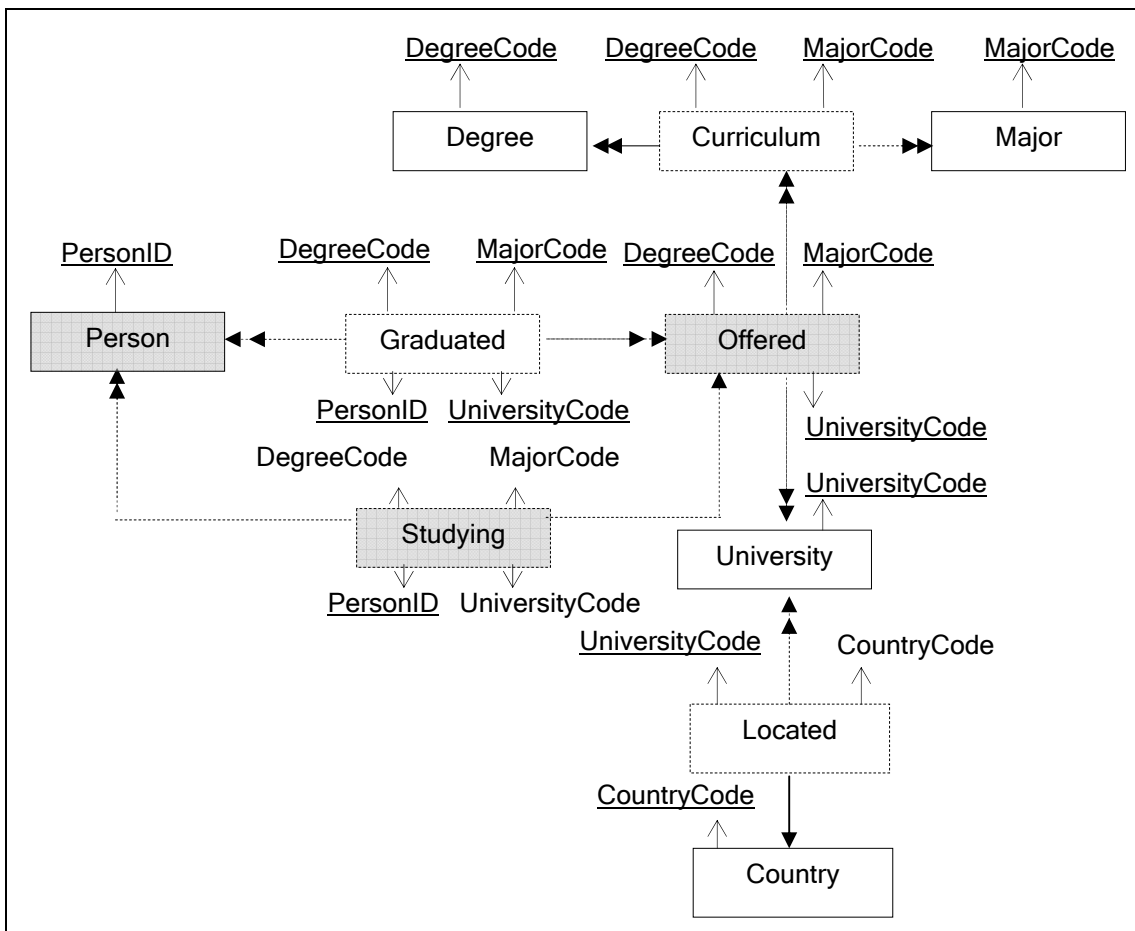 DegreeCode DegreeCode MajorCode MajorCode
Degree Curriculum Major
PersonID DegreeCode MajorCode DegreeCode MajorCode
Person Graduated Offered
PersonID UniversityCode UniversityCode
DegreeCode MajorCode UniversityCode
Studying University
PersonID UniversityCode
UniversityCode CountryCode
Located
CountryCode
Country